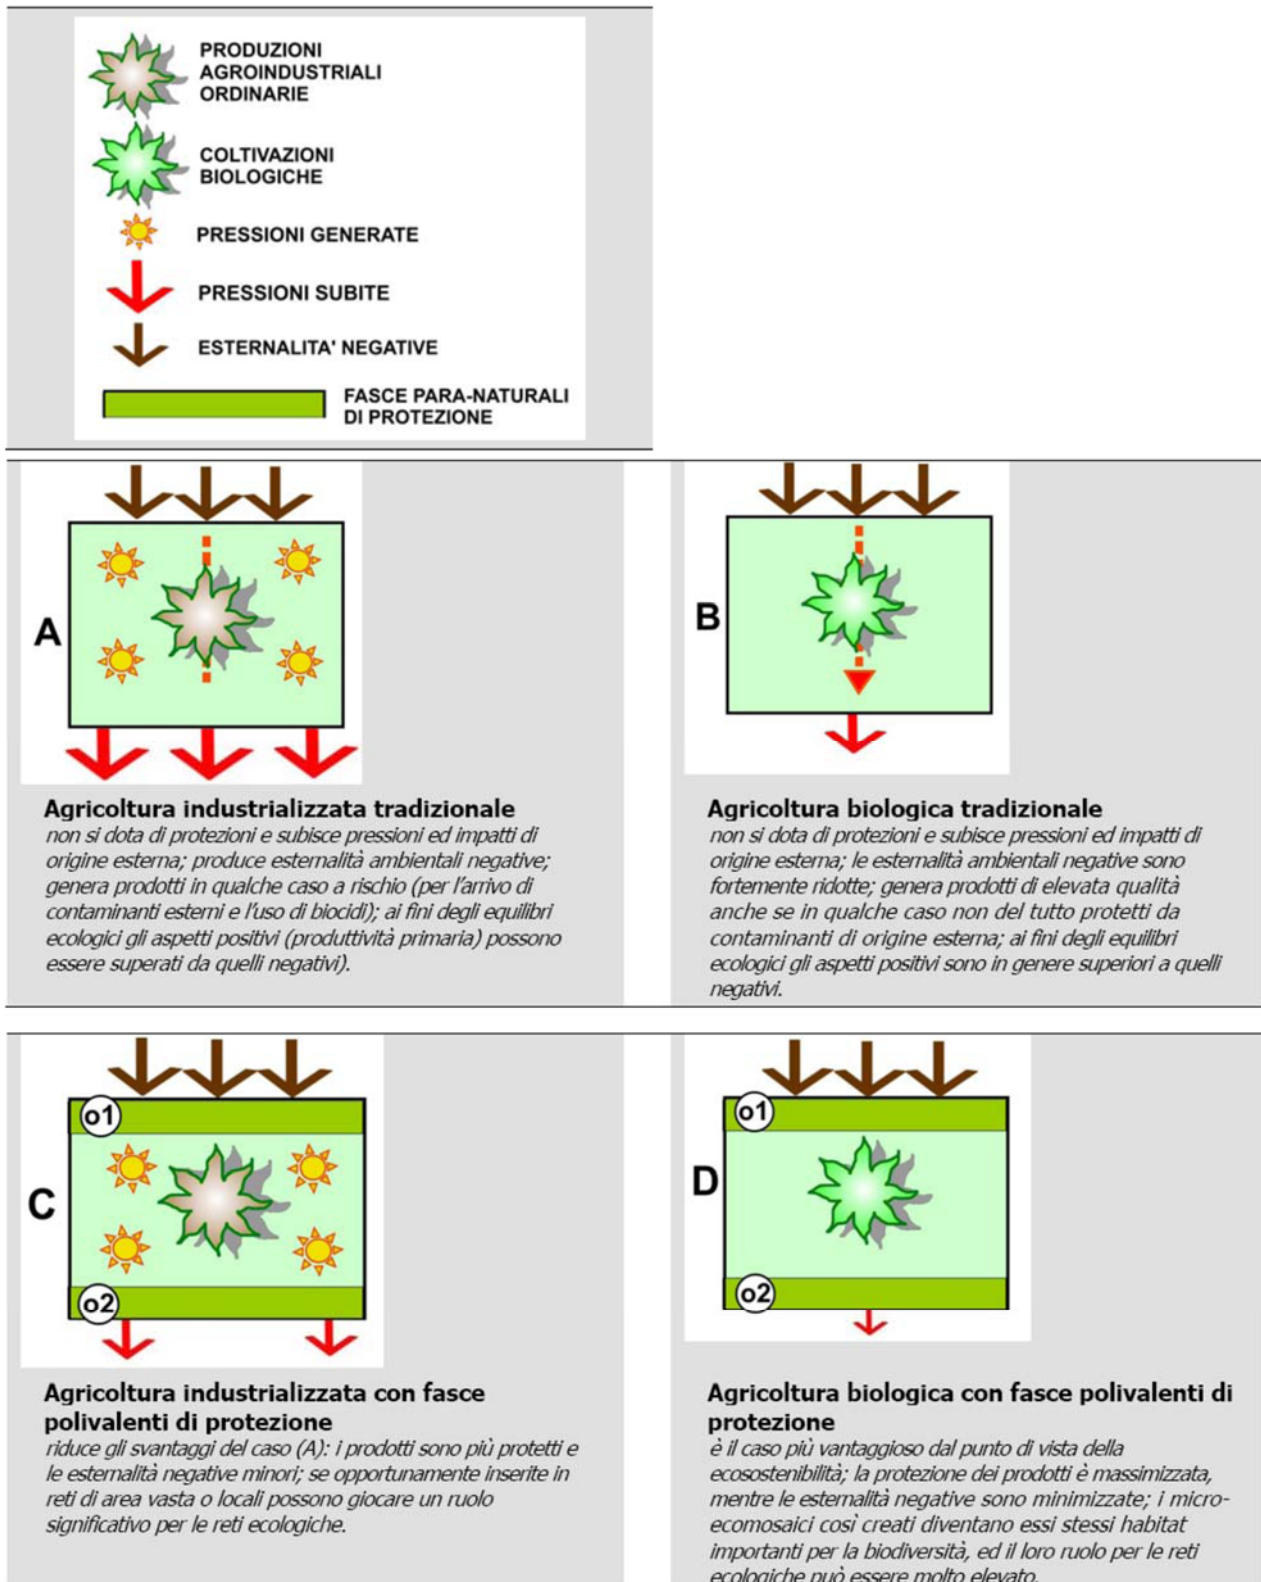 PRODUZIONI
AGROINDUSTRIALI
ORDINARIE
COLTIVAZIONI
BIOLOGICHE
PRESSIONI GENERATE
PRESSIONI SUBITE
ESTERNALITA' NEGATIVE
FASCE PARA-NATURALI
DI PROTEZIONE
A
Agricoltura industrializzata tradizionale
non si dota di protezioni e subisce pressioni ed impatti di
origine esterna; produce esternalità ambientali negative;
genera prodotti in qualche caso a rischio (per l'arrivo di
contaminanti esterni e l'uso di biocidi); ai fini degli equilibri
ecologici gli aspetti positivi (produttività primaria) possono
essere superati da quelli negativi).
B
Agricoltura biologica tradizionale
non si dota di protezioni e subisce pressioni ed impatti di
origine esterna; le esternalità ambientali negative sono
fortemente ridotte; genera prodotti di elevata qualità
anche se in qualche caso non del tutto protetti da
contaminanti di origine esterna; ai fini degli equilibri
ecologici gli aspetti positivi sono in genere superiori a quelli
negativi.
o1
C
o2
Agricoltura industrializzata con fasce
polivalenti di protezione
riduce gli svantaggi del caso (A): i prodotti sono più protetti e
le esternalità negative minori; se opportunamente inserite in
reti di area vasta o locali possono giocare un ruolo
significativo per le reti ecologiche.
o1
D
o2
Agricoltura biologica con fasce polivalenti di
protezione
è il caso più vantaggioso dal punto di vista della
ecosostenibilità; la protezione dei prodotti è massimizzata,
mentre le esternalità negative sono minimizzate; i micro-
ecomosaici così creati diventano essi stessi habitat
importanti per la biodiversità, ed il loro ruolo per le reti
ecologiche può essere molto elevato.